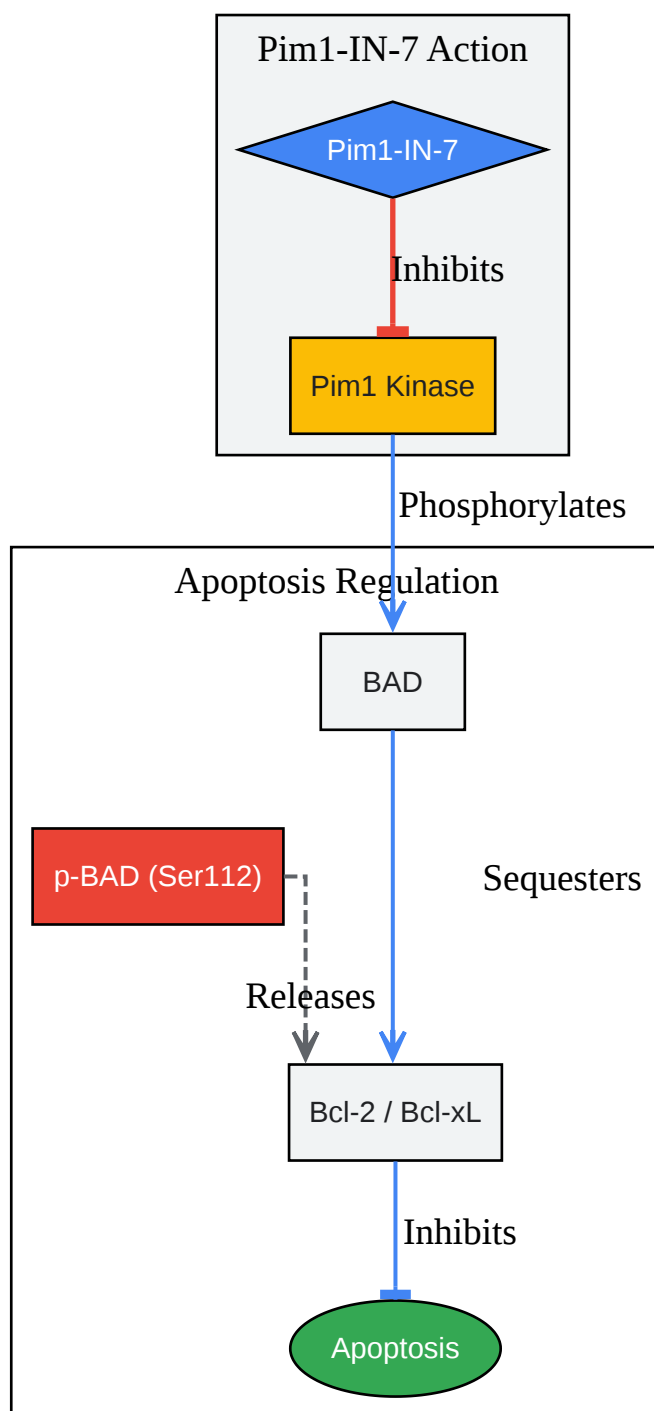 Pim1-IN-7 Action
Pim1-IN-7
Inhibits
Pim1 Kinase
Phosphorylates
Apoptosis Regulation
BAD
p-BAD (Ser112)
Sequesters
Releases
Bcl-2 / Bcl-xL
Inhibits
Apoptosis